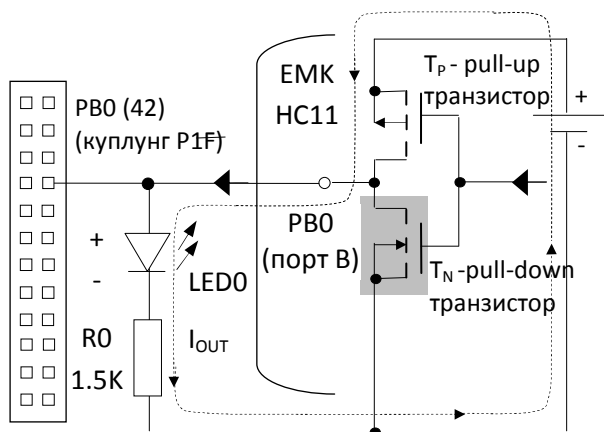 PB0 (42)
(куплунг P1F)
EMK
HC11
T_P - pull-up
транзистор
+
-
PB0
(порт B)
T_N -pull-down
транзистор
+
-
LED0
R0
1.5K
I_OUT